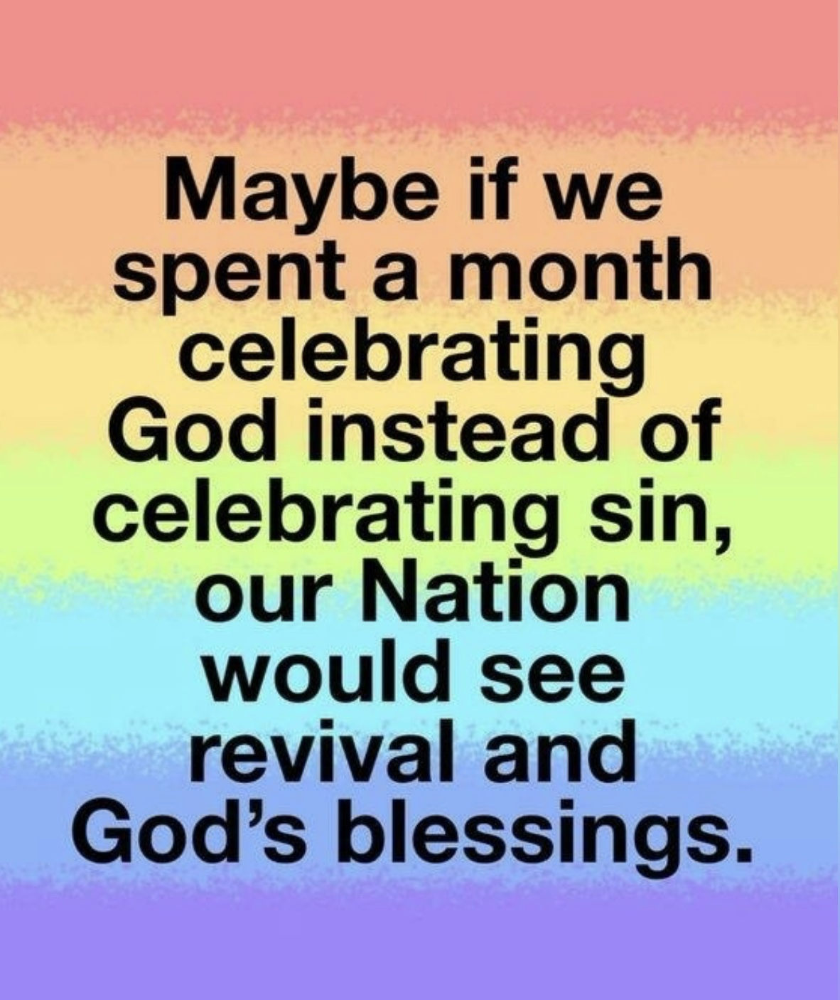 Maybe if we
spent a month
celebrating
God instead of
celebrating sin,
our Nation
would see
revival and
God’s blessings.